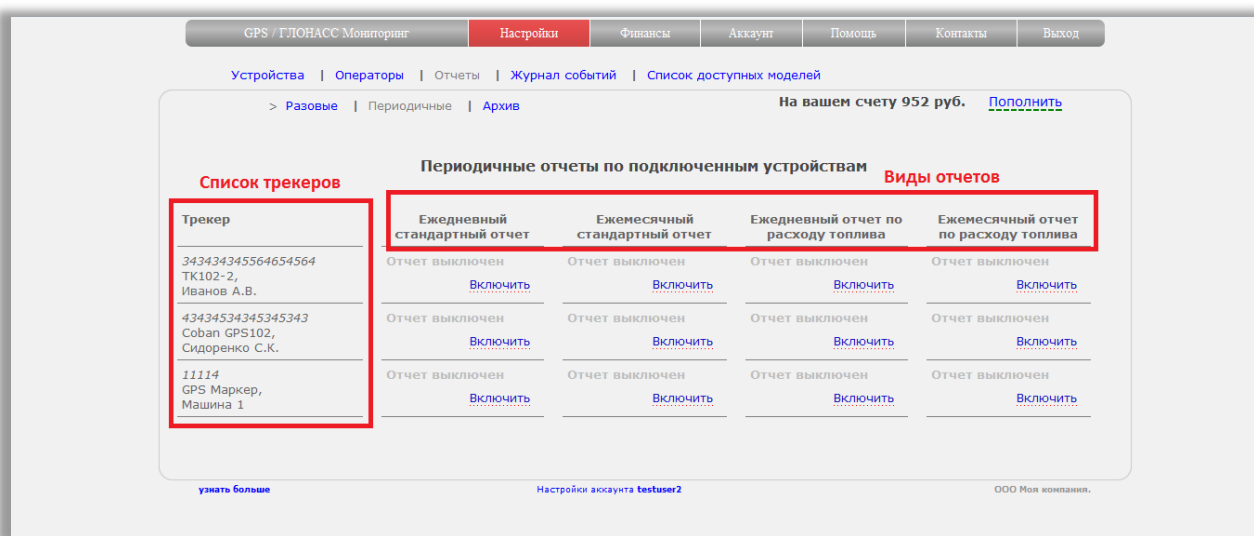 GPS / ГЛОНАСС Мониторинг Настройки Финансы Аккаунт Помощь Контакты Выход
Устройства | Операторы | Отчеты | Журнал событий | Список доступных моделей
> Разовые | Периодичные | Архив На вашем счету 952 руб. Пополнить
Периодичные отчеты по подключенным устройствам
Список трекеров Виды отчетов
Трекер Ежедневный Ежемесячный Ежедневный отчет по Ежемесячный отчет
стандартный отчет стандартный отчет расходу топлива по расходу топлива
343434345564654564 Отчет выключен Отчет выключен Отчет выключен Отчет выключен
TK102-2,
Включить Включить Включить Включить
Иванов А.В.
43434534345345343 Отчет выключен Отчет выключен Отчет выключен Отчет выключен
Coban GPS102,
Включить Включить Включить Включить
Сидоренко С.К.
11114 Отчет выключен Отчет выключен Отчет выключен Отчет выключен
GPS Маркер,
Включить Включить Включить Включить
Машина 1
узнать больше Настройки аккаунта testuser2 ООО Моя компания.